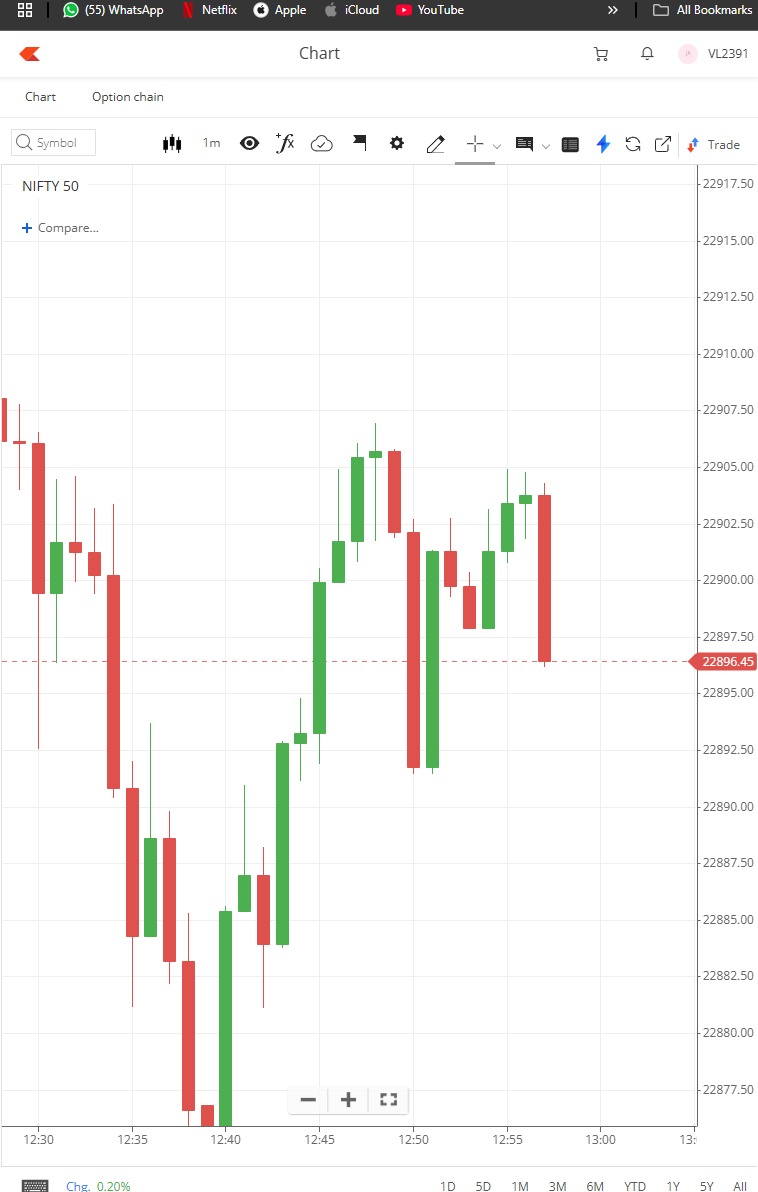 (55) WhatsApp Netflix Apple iCloud YouTube » All Bookmarks
Chart VL2391
Chart Option chain
Symbol 1m fx Trade
NIFTY 50
+ Compare...
22917.50
22915.00
22912.50
22910.00
22907.50
22905.00
22902.50
22900.00
22897.50
22896.45
22895.00
22892.50
22890.00
22887.50
22885.00
22882.50
22880.00
22877.50
12:30 12:35 12:40 12:45 12:50 12:55 13:00
Chg. 0.20% 1D 5D 1M 3M 6M YTD 1Y 5Y All